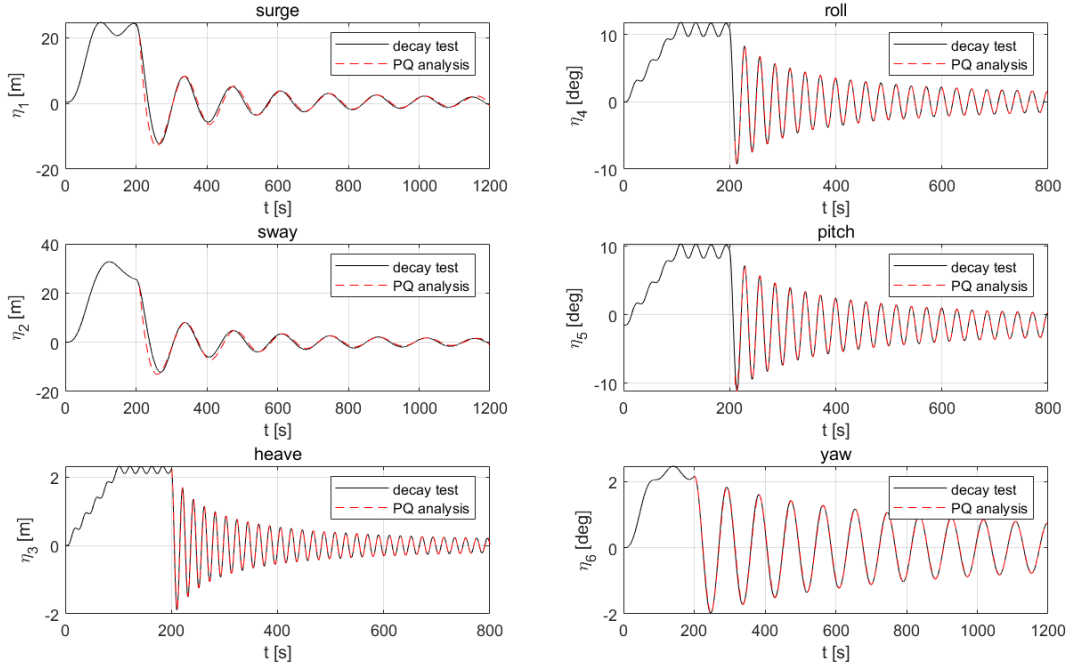 surge
20
0
-20
η1 [m]
decay test
PQ analysis
0 200 400 600 800 1000 1200
t [s]
roll
10
0
-10
η4 [deg]
decay test
PQ analysis
0 200 400 600 800
t [s]
sway
40
20
0
-20
η2 [m]
decay test
PQ analysis
0 200 400 600 800 1000 1200
t [s]
pitch
10
0
-10
η5 [deg]
decay test
PQ analysis
0 200 400 600 800
t [s]
heave
2
0
-2
η3 [m]
decay test
PQ analysis
0 200 400 600 800
t [s]
yaw
2
0
-2
η6 [deg]
decay test
PQ analysis
0 200 400 600 800 1000 1200
t [s]